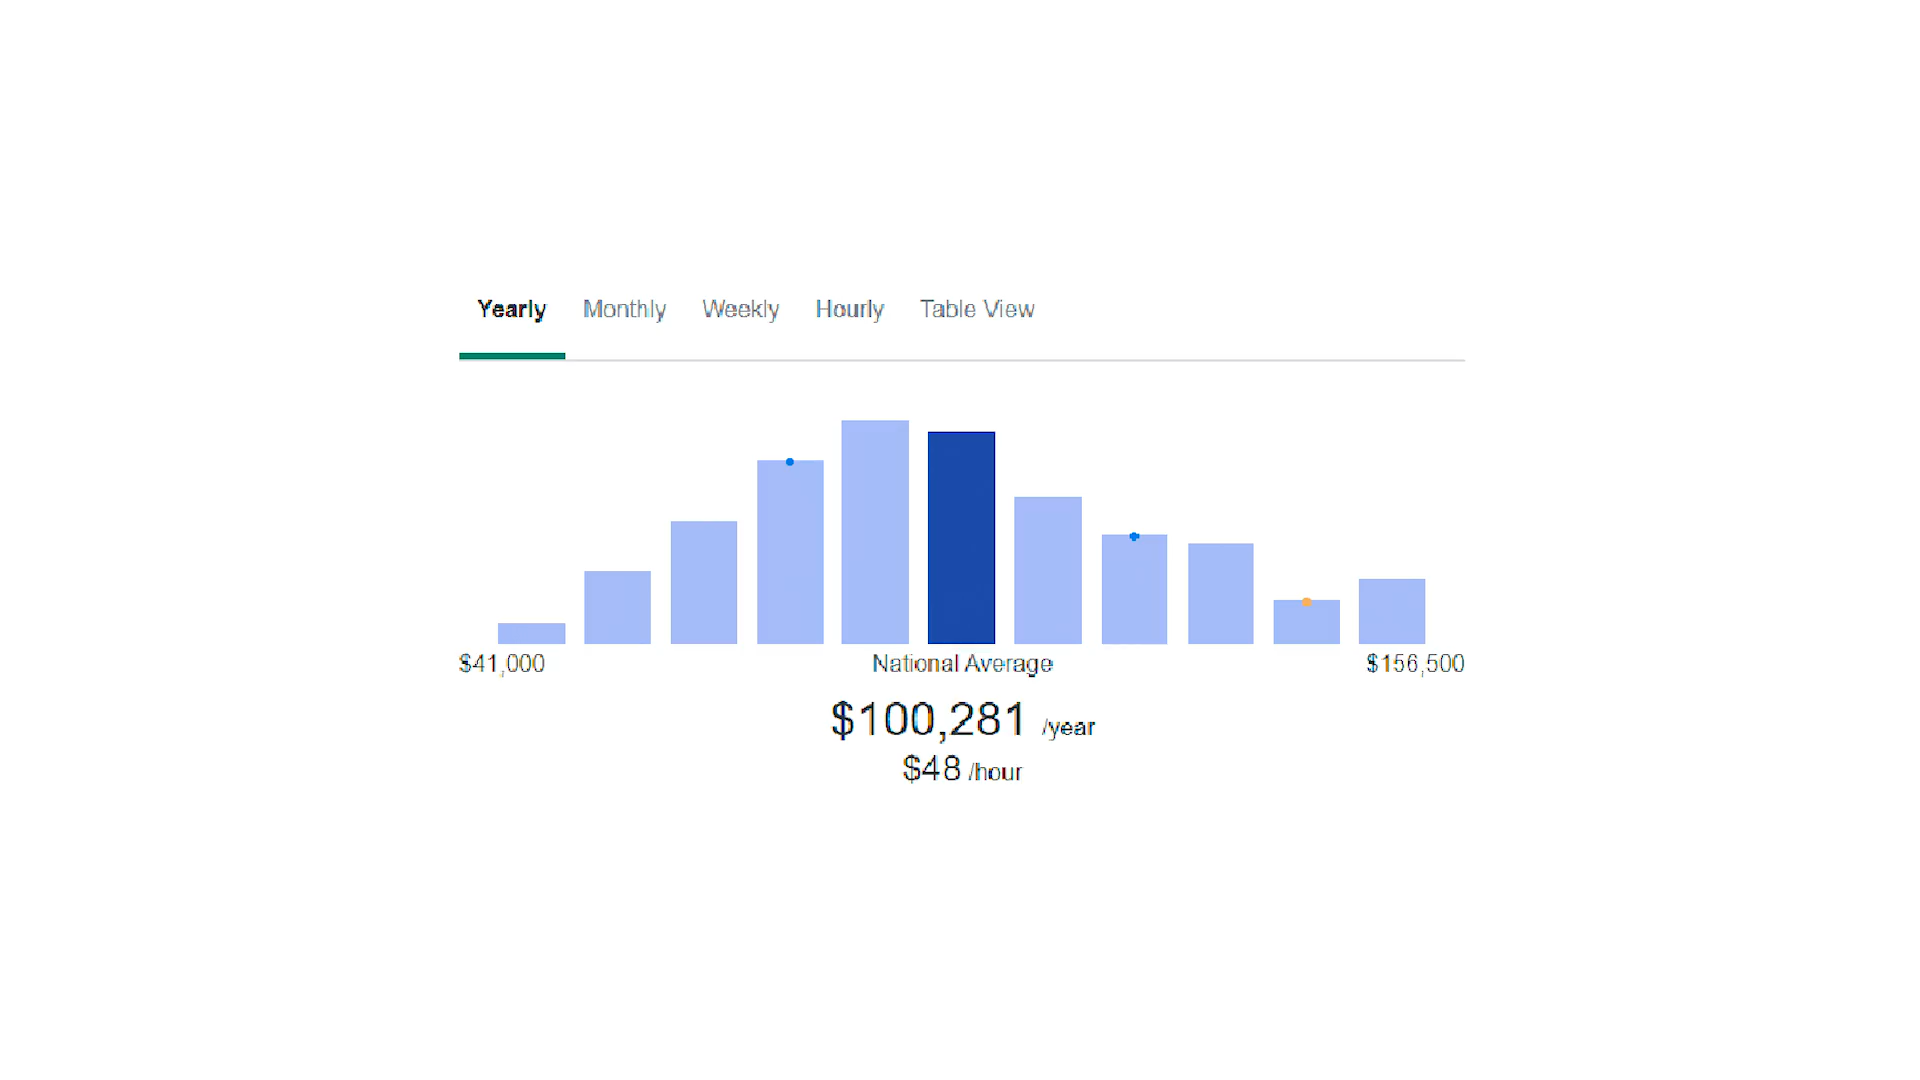 Yearly Monthly Weekly Hourly Table View
$41,000 National Average $156,500
$100,281 /year
$48 /hour